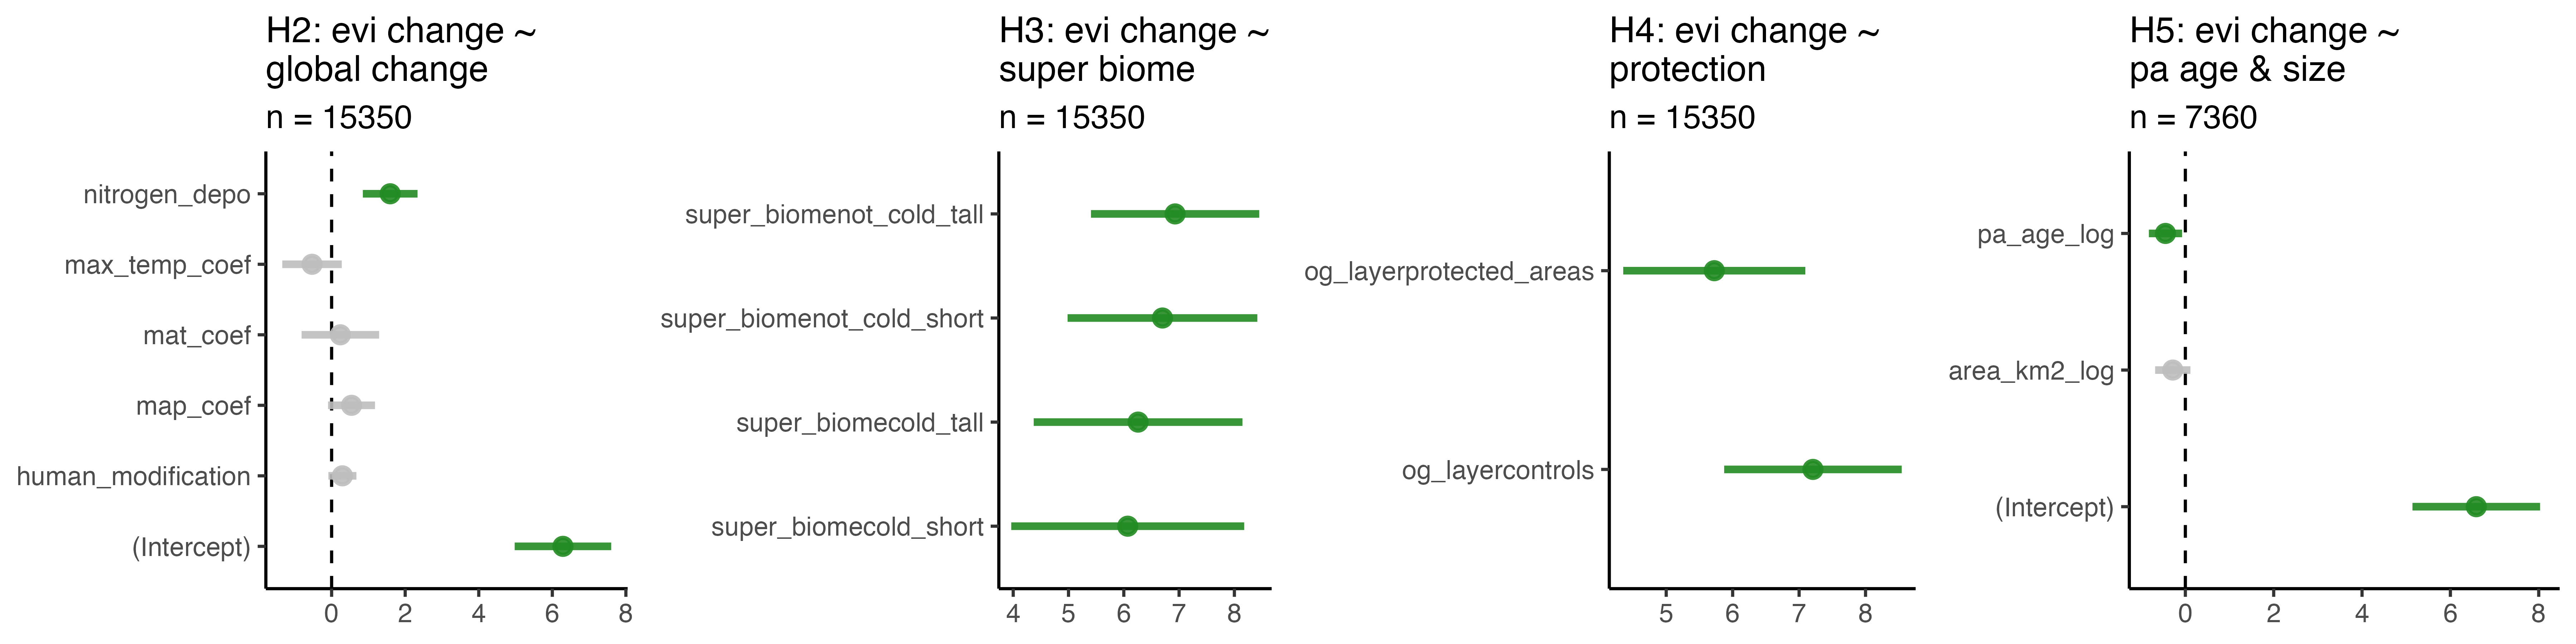 H2: evi change ~
global change
n = 15350
nitrogen_depo
max_temp_coef
mat_coef
map_coef
human_modification
(Intercept)
0 2 4 6 8
H3: evi change ~
super biome
n = 15350
super_biomenot_cold_tall
super_biomenot_cold_short
super_biomecold_tall
super_biomecold_short
4 5 6 7 8
H4: evi change ~
protection
n = 15350
og_layerprotected_areas
og_layercontrols
5 6 7 8
H5: evi change ~
pa age & size
n = 7360
pa_age_log
area_km2_log
(Intercept)
0 2 4 6 8